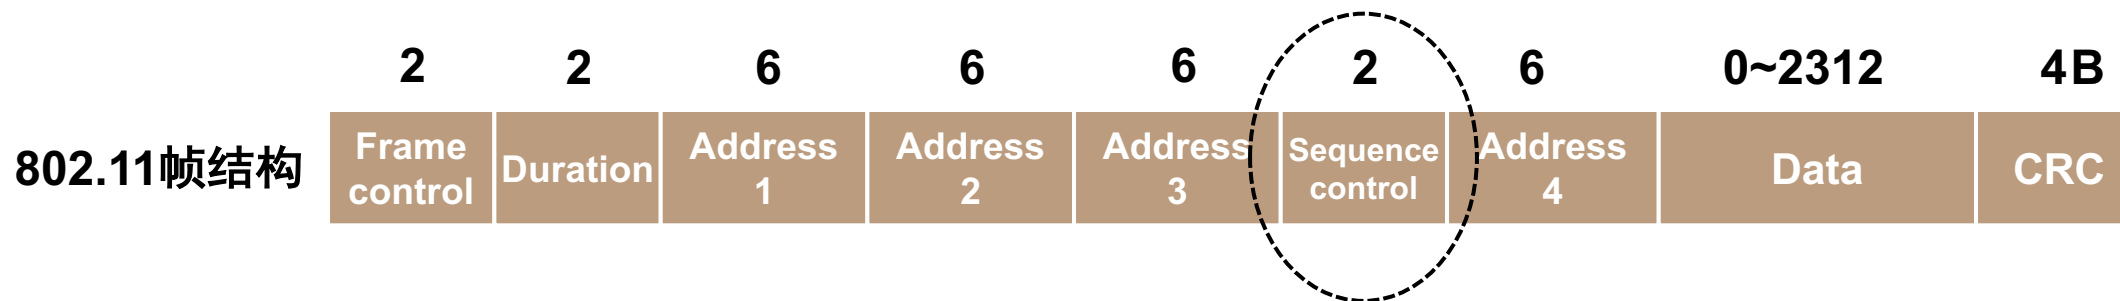 2 2 6 6 6 2 6 0~2312 4B
802.11帧结构
Frame control
Duration
Address 1
Address 2
Address 3
Sequence control
Address 4
Data
CRC